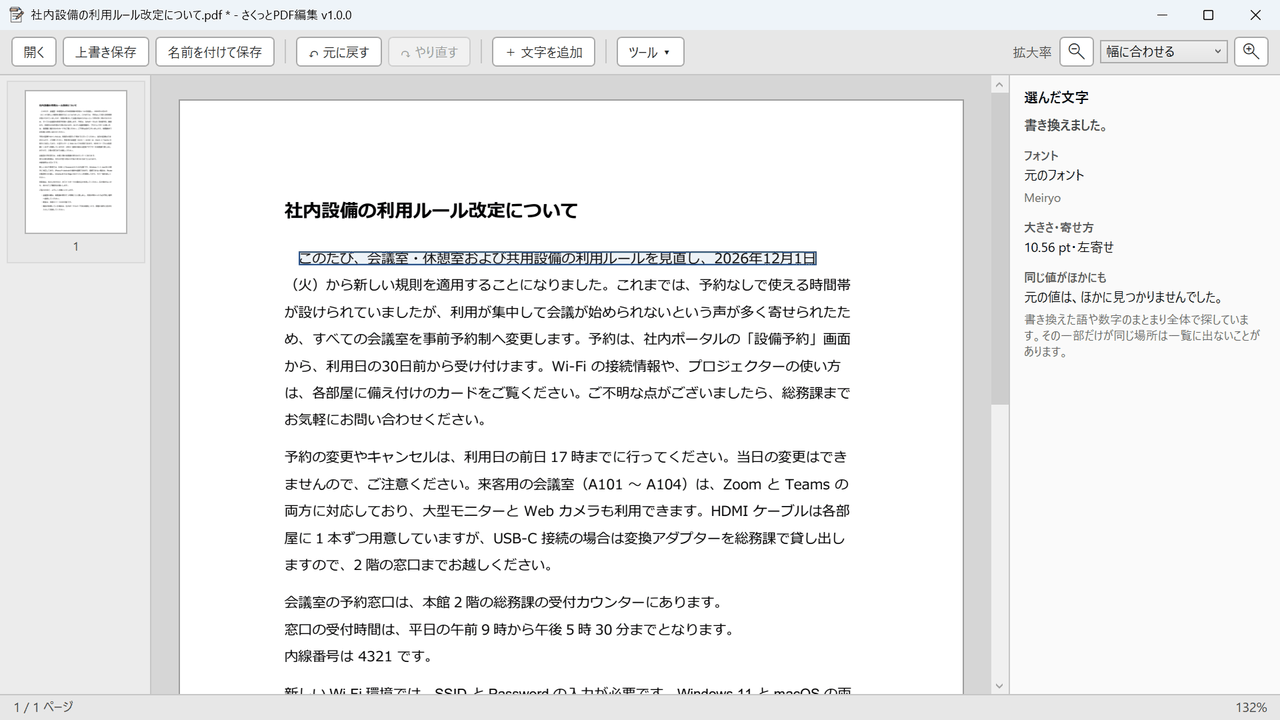 社内設備の利用ルール改定について.pdf * - さくっとPDF編集 v1.0.0
開く
上書き保存
名前を付けて保存
元に戻す
やり直す
+ 文字を追加
ツール ▾
拡大率
幅に合わせる
1
社内設備の利用ルール改定について
このたび、会議室・休憩室および共用設備の利用ルールを見直し、2026年12月1日
（火）から新しい規則を適用することになりました。これまでは、予約なしで使える時間帯
が設けられていましたが、利用が集中して会議が始められないという声が多く寄せられたた
め、すべての会議室を事前予約制へ変更します。予約は、社内ポータルの「設備予約」画面
から、利用日の30日前から受け付けます。Wi-Fi の接続情報や、プロジェクターの使い方
は、各部屋に備え付けのカードをご覧ください。ご不明な点がございましたら、総務課まで
お気軽にお問い合わせください。
予約の変更やキャンセルは、利用日の前日 17 時までに行ってください。当日の変更はでき
ませんので、ご注意ください。来客用の会議室（A101 ～ A104）は、Zoom と Teams の
両方に対応しており、大型モニターと Web カメラも利用できます。HDMI ケーブルは各部
屋に 1 本ずつ用意していますが、USB-C 接続の場合は変換アダプターを総務課で貸し出し
ますので、2 階の窓口までお越しください。
会議室の予約窓口は、本館 2 階の総務課の受付カウンターにあります。
窓口の受付時間は、平日の午前 9 時から午後 5 時 30 分までとなります。
内線番号は 4321 です。
新しい Wi-Fi 環境では、SSID と Password の入力が必要です。Windows 11 と macOS の両
選んだ文字
書き換えました。
フォント
元のフォント
Meiryo
大きさ・寄せ方
10.56 pt・左寄せ
同じ値がほかにも
元の値は、ほかに見つかりませんでした。
書き換えた語や数字のまとまり全体で探していま
す。その一部だけが同じ場所は一覧に出ないことが
あります。
1 / 1 ページ
132%